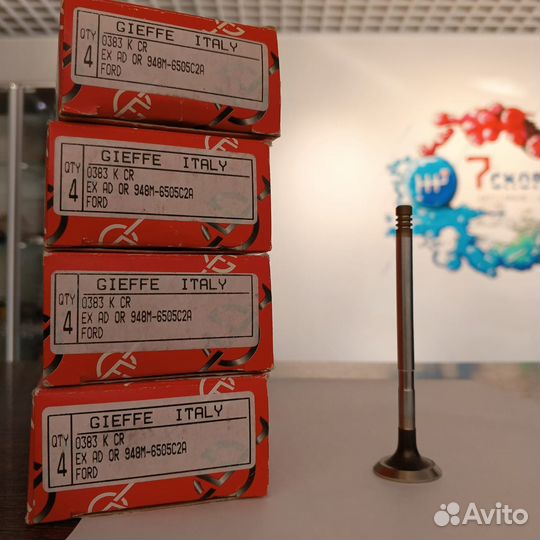 GIEFFE ITALY
QTY
4
0383 K CR
EX AD OR 948M-6505C2A
FORD
GIEFFE ITALY
QTY
4
0383 K CR
EX AD OR 948M-6505C2A
FORD
GIEFFE ITALY
QTY
4
0383 K CR
EX AD OR 948M-6505C2A
FORD
GIEFFE ITALY
QTY
4
0383 K CR
EX AD OR 948M-6505C2A
FORD
7
Avito